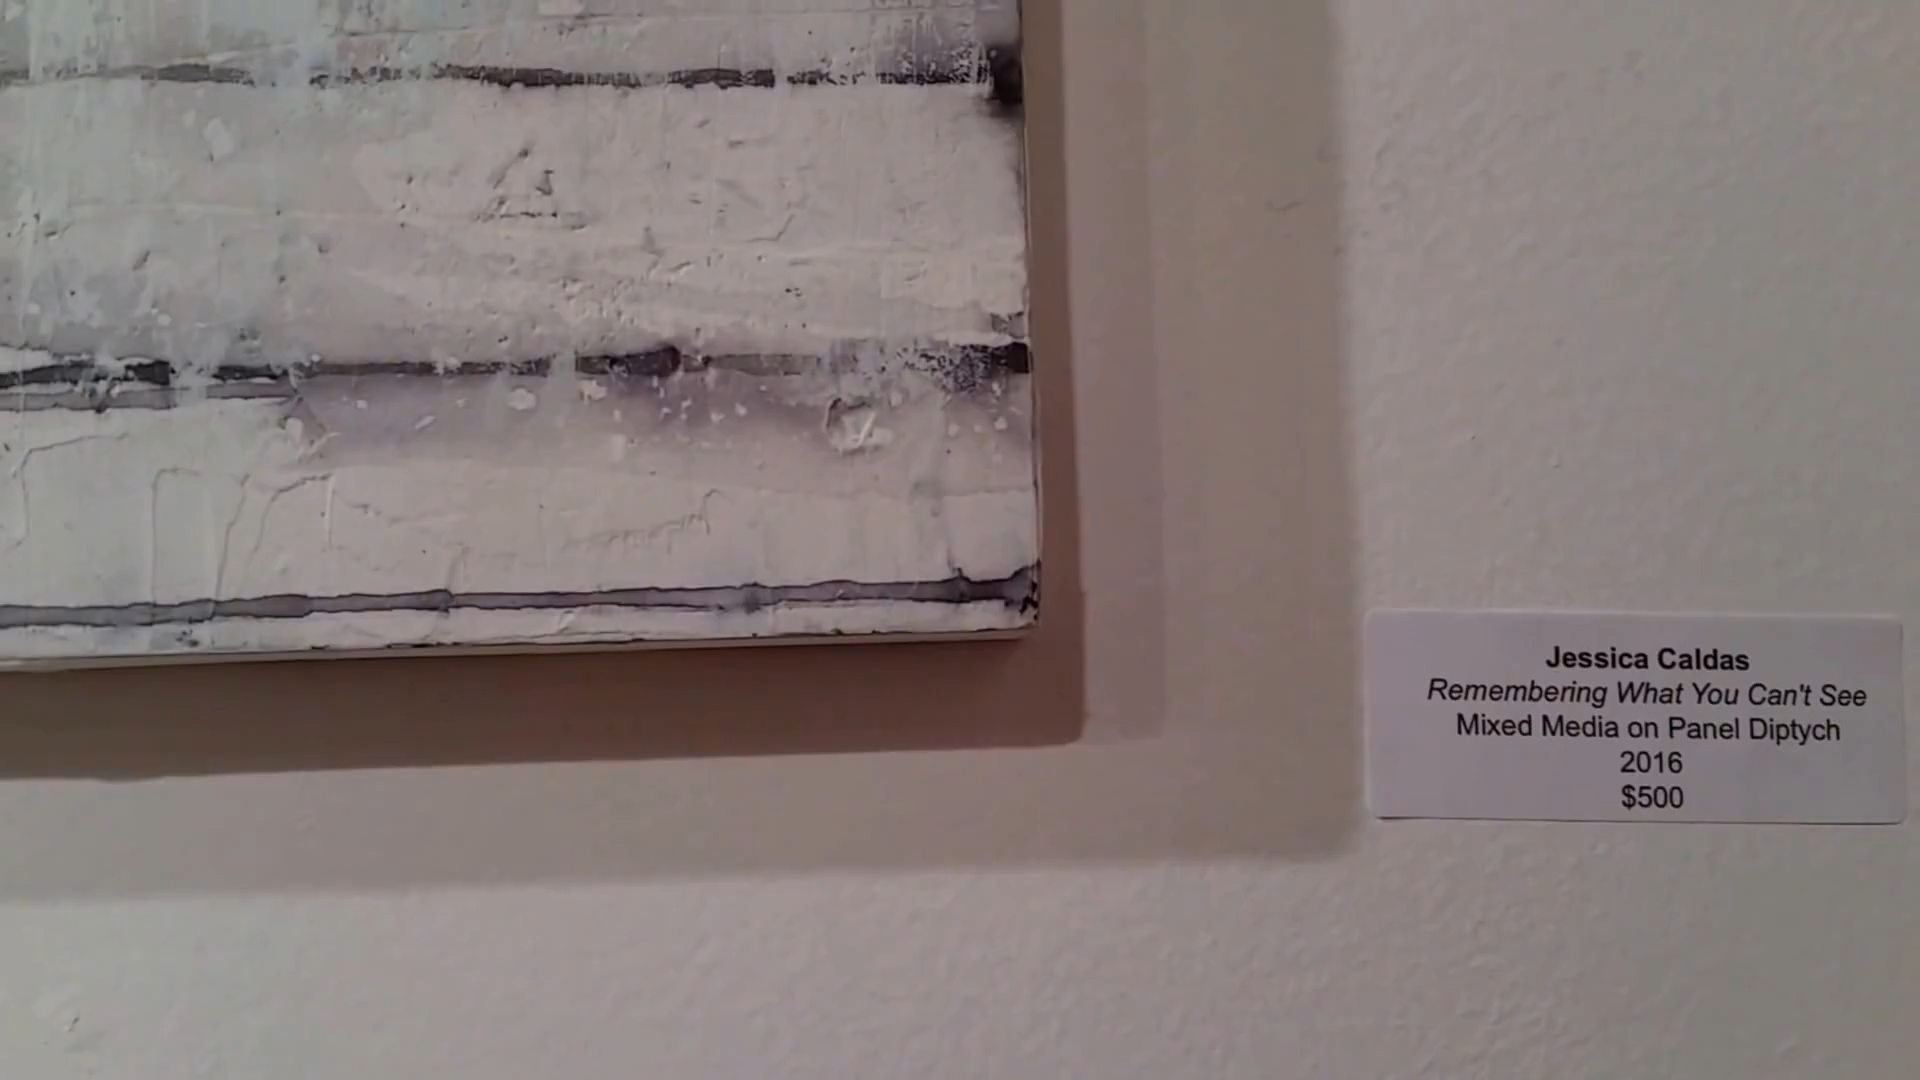 Jessica Caldas
Remembering What You Can't See
Mixed Media on Panel Diptych
2016
$500